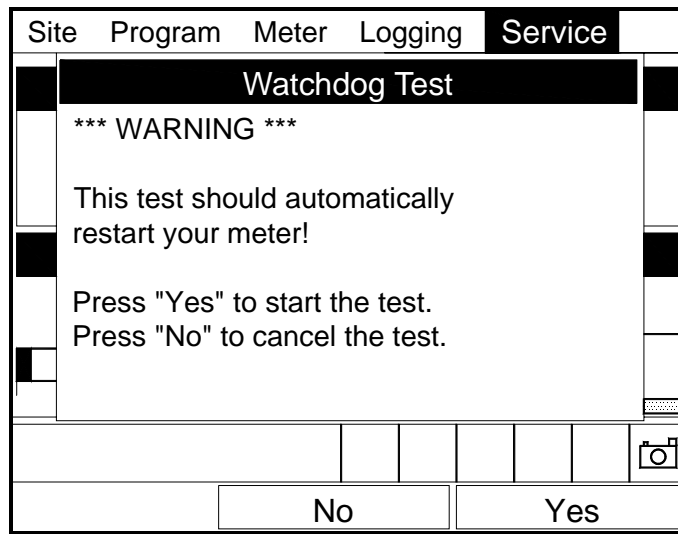 Site Program Meter Logging Service
Watchdog Test
*** WARNING ***
This test should automatically
restart your meter!
Press "Yes" to start the test.
Press "No" to cancel the test.
No Yes